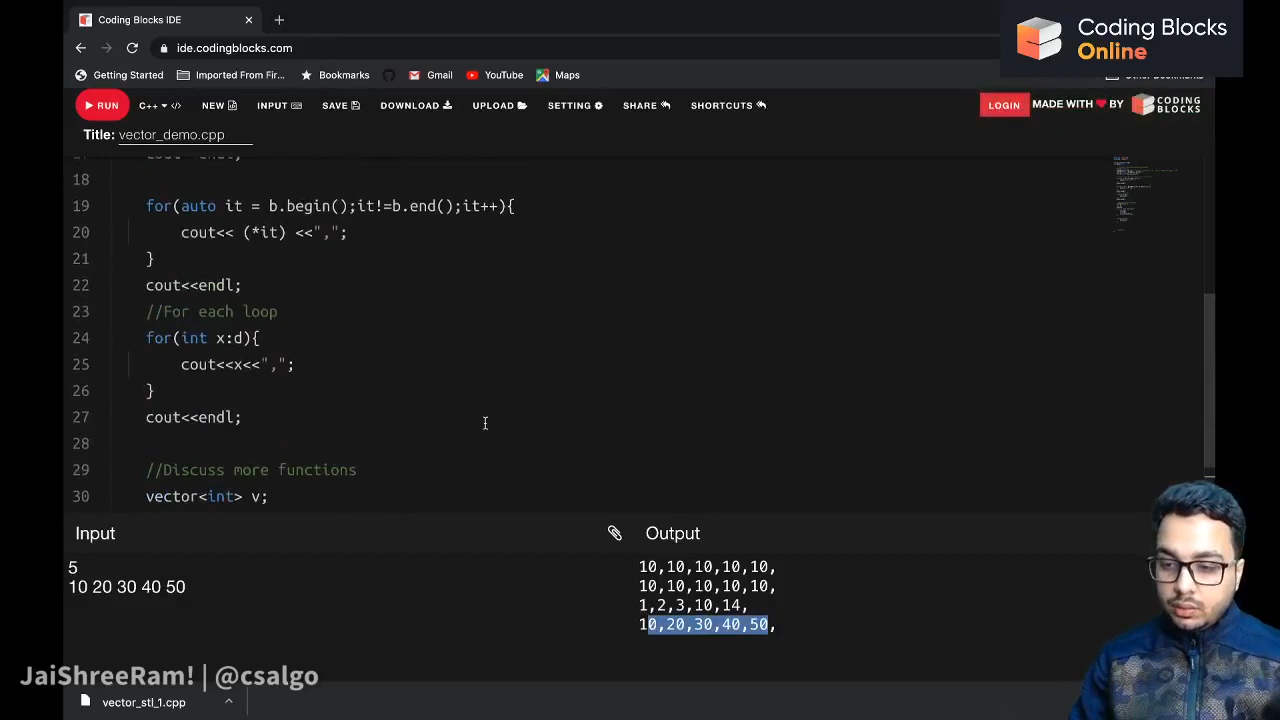 Coding Blocks IDE
Coding Blocks
Online
ide.codingblocks.com
Getting Started
Imported From Fir...
Bookmarks
Gmail
YouTube
Maps
Other Bookmarks
RUN
C++
NEW
INPUT
SAVE
DOWNLOAD
UPLOAD
SETTING
SHARE
SHORTCUTS
LOGIN
MADE WITH ❤ BY
CODING
BLOCKS
Title: vector_demo.cpp
18
19 for(auto it = b.begin();it!=b.end();it++){
20 cout<< (*it) <<",";
21 }
22 cout<<endl;
23 //For each loop
24 for(int x:d){
25 cout<<x<<",";
26 }
27 cout<<endl;
28
29 //Discuss more functions
30 vector<int> v;
Input
5
10 20 30 40 50
Output
10,10,10,10,10,
10,10,10,10,10,
1,2,3,10,14,
10,20,30,40,50,
JaiShreeRam! | @csalgo
vector_stl_1.cpp